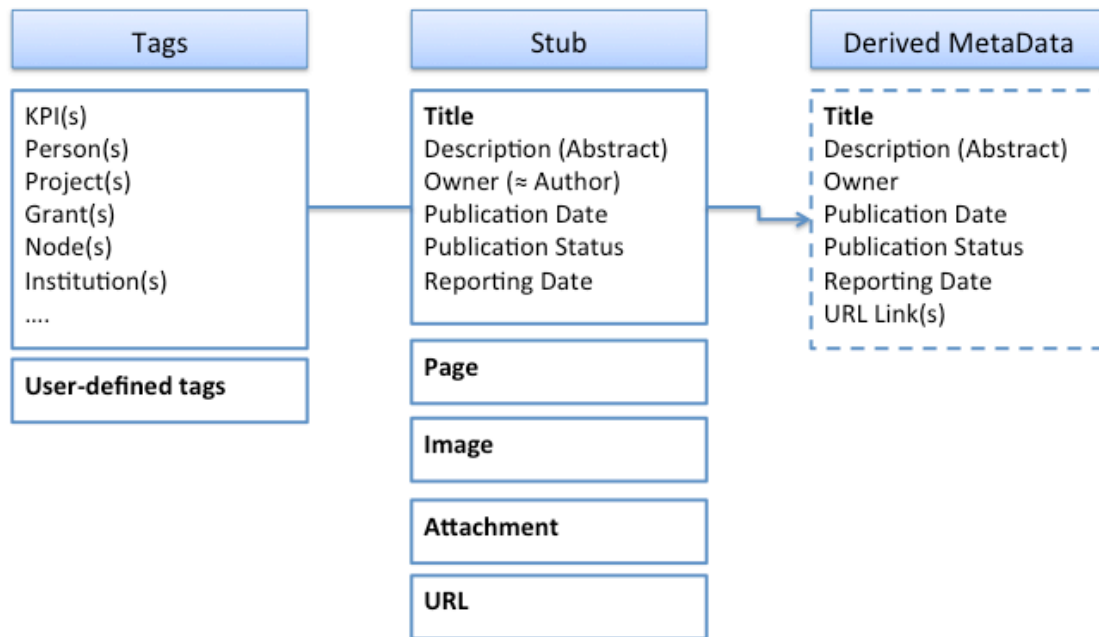 Tags
KPI(s)
Person(s)
Project(s)
Grant(s)
Node(s)
Institution(s)
....
User-defined tags
Stub
Title
Description (Abstract)
Owner (≈ Author)
Publication Date
Publication Status
Reporting Date
Page
Image
Attachment
URL
Derived MetaData
Title
Description (Abstract)
Owner
Publication Date
Publication Status
Reporting Date
URL Link(s)